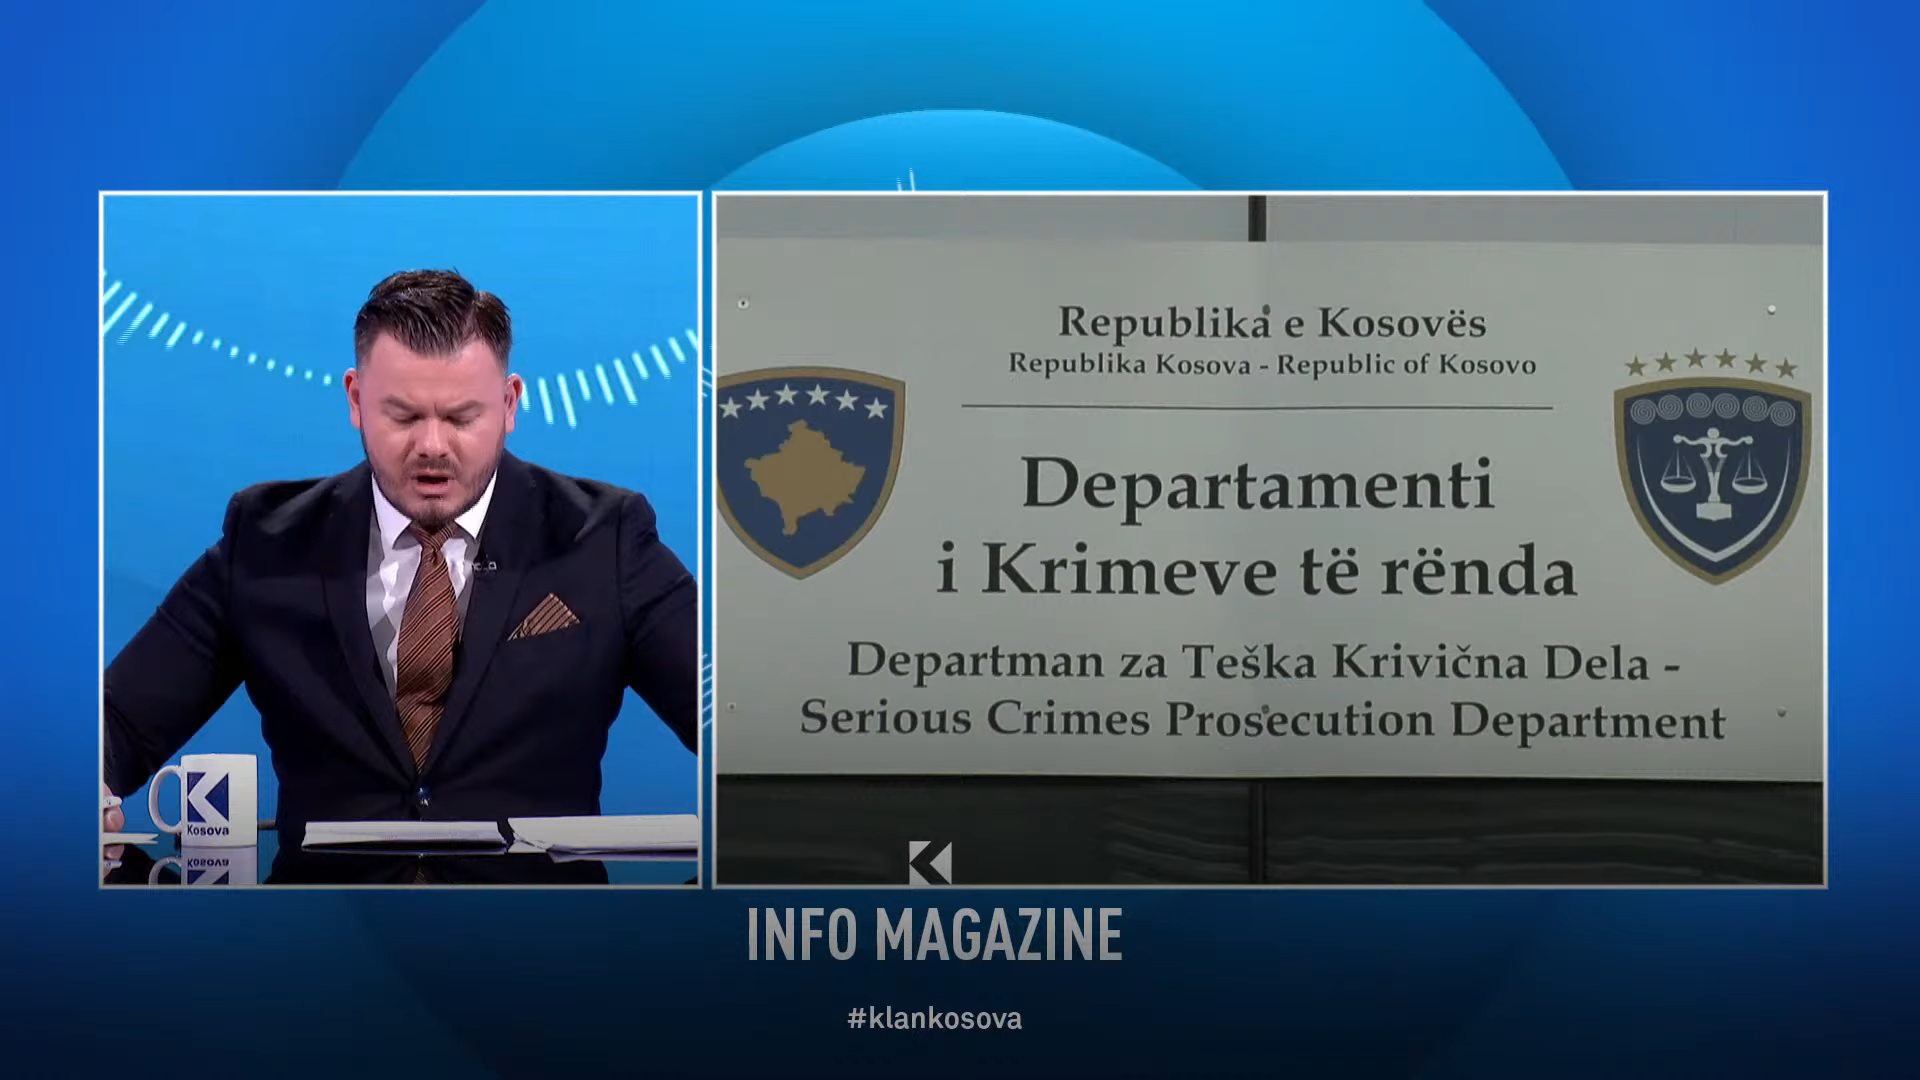 Republika e Kosovës
Republika Kosova - Republic of Kosovo
Departamenti
i Krimeve të rënda
Departman za Teška Krivična Dela -
Serious Crimes Prosecution Department
Kosova
INFO MAGAZINE
#klankosova